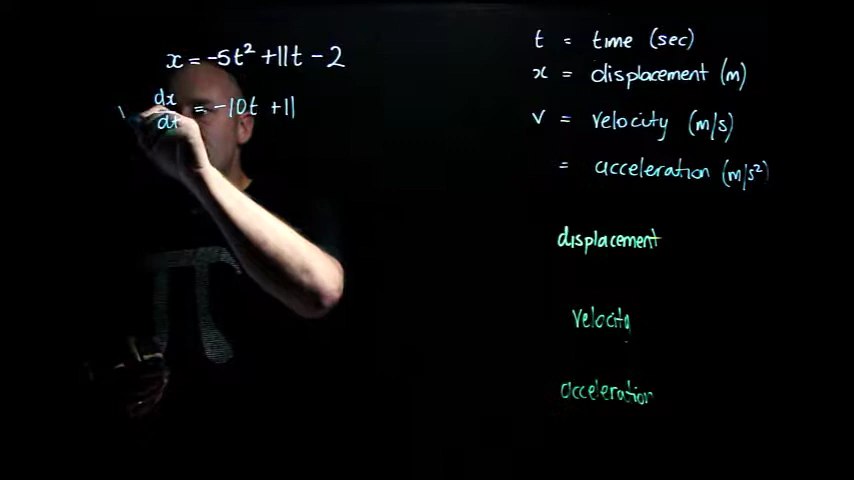 x = -5t² + 11t - 2
dx/dt = -10t + 11
t = time (sec)
x = displacement (m)
v = velocity (m/s)
= acceleration (m/s²)
displacement
velocity
acceleration